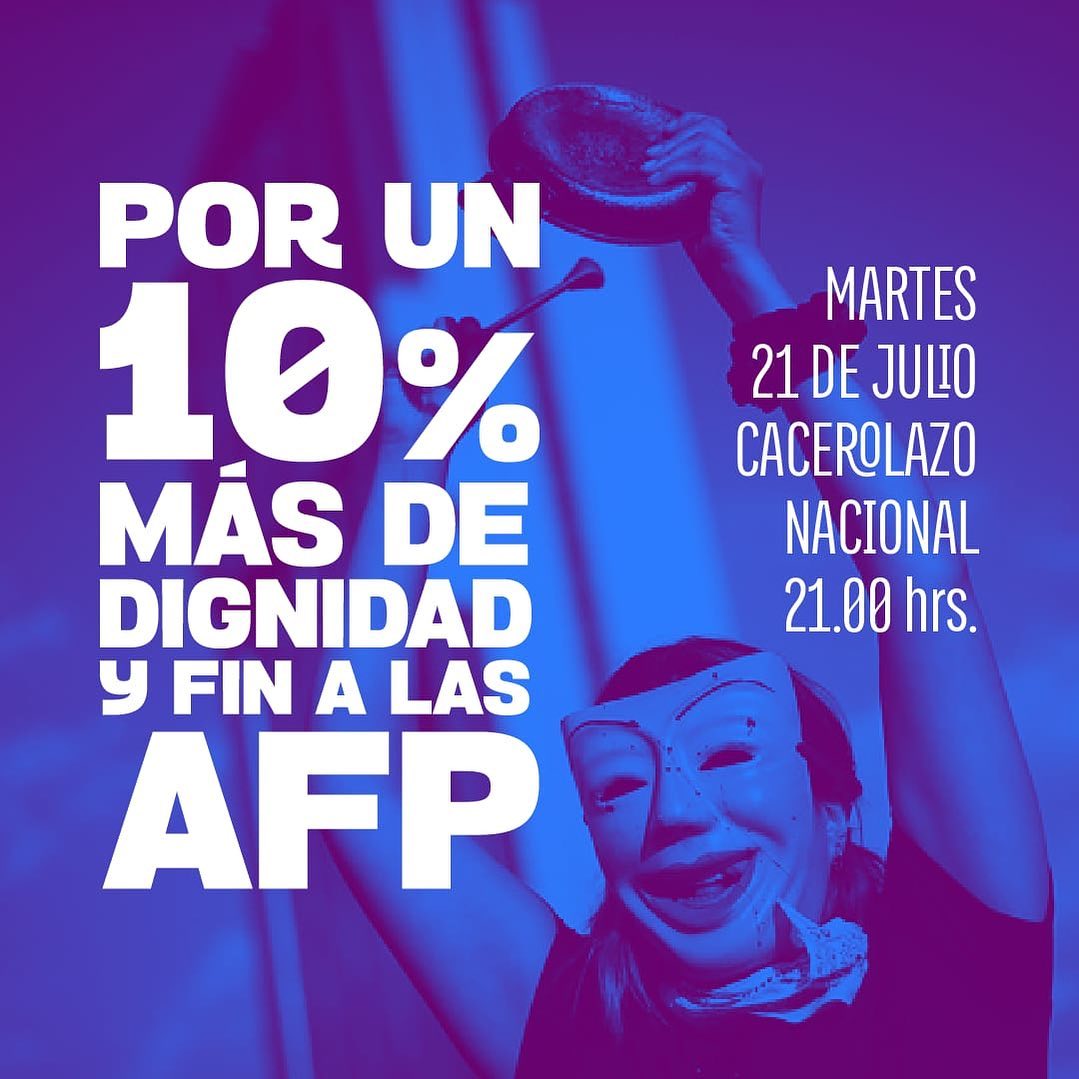 POR UN
10%
MÁS DE
DIGNIDAD
Y FIN A LAS
AFP
MARTES
21 DE JULIO
CACEROLAZO
NACIONAL
21.00 hrs.